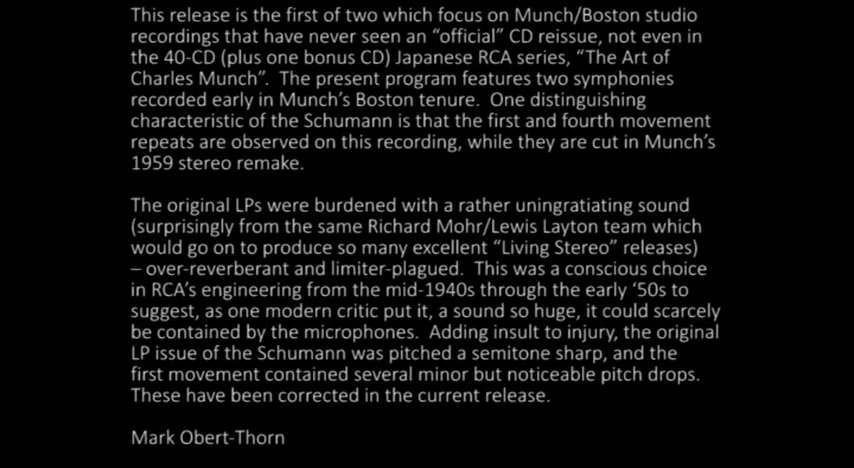 This release is the first of two which focus on Munch/Boston studio
recordings that have never seen an “official” CD reissue, not even in
the 40-CD (plus one bonus CD) Japanese RCA series, “The Art of
Charles Munch”.  The present program features two symphonies
recorded early in Munch’s Boston tenure.  One distinguishing
characteristic of the Schumann is that the first and fourth movement
repeats are observed on this recording, while they are cut in Munch’s
1959 stereo remake.
The original LPs were burdened with a rather uningratiating sound
(surprisingly from the same Richard Mohr/Lewis Layton team which
would go on to produce so many excellent “Living Stereo” releases)
– over-reverberant and limiter-plagued.  This was a conscious choice
in RCA’s engineering from the mid-1940s through the early ‘50s to
suggest, as one modern critic put it, a sound so huge, it could scarcely
be contained by the microphones.  Adding insult to injury, the original
LP issue of the Schumann was pitched a semitone sharp, and the
first movement contained several minor but noticeable pitch drops.
These have been corrected in the current release.
Mark Obert-Thorn